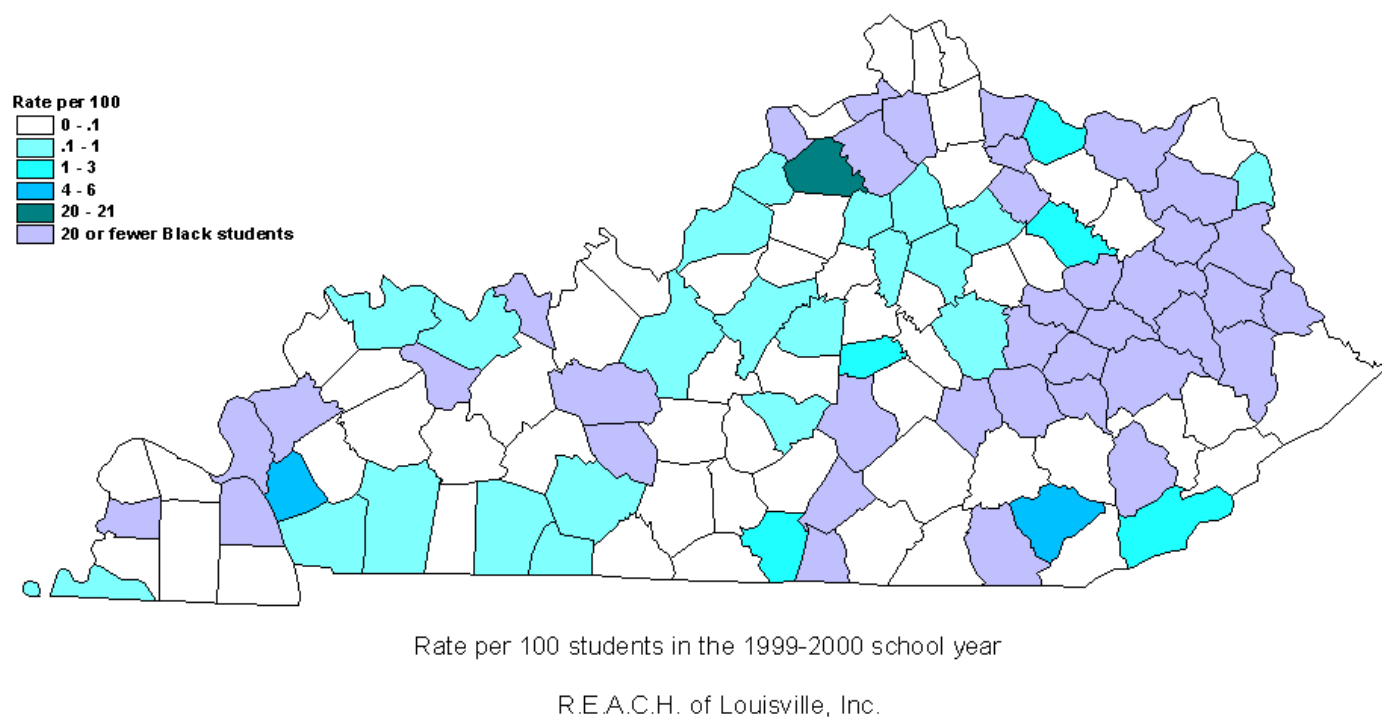 Rate per 100
0 - .1
.1 - 1
1 - 3
4 - 6
20 - 21
20 or fewer Black students
Rate per 100 students in the 1999-2000 school year
R.E.A.C.H. of Louisville, Inc.